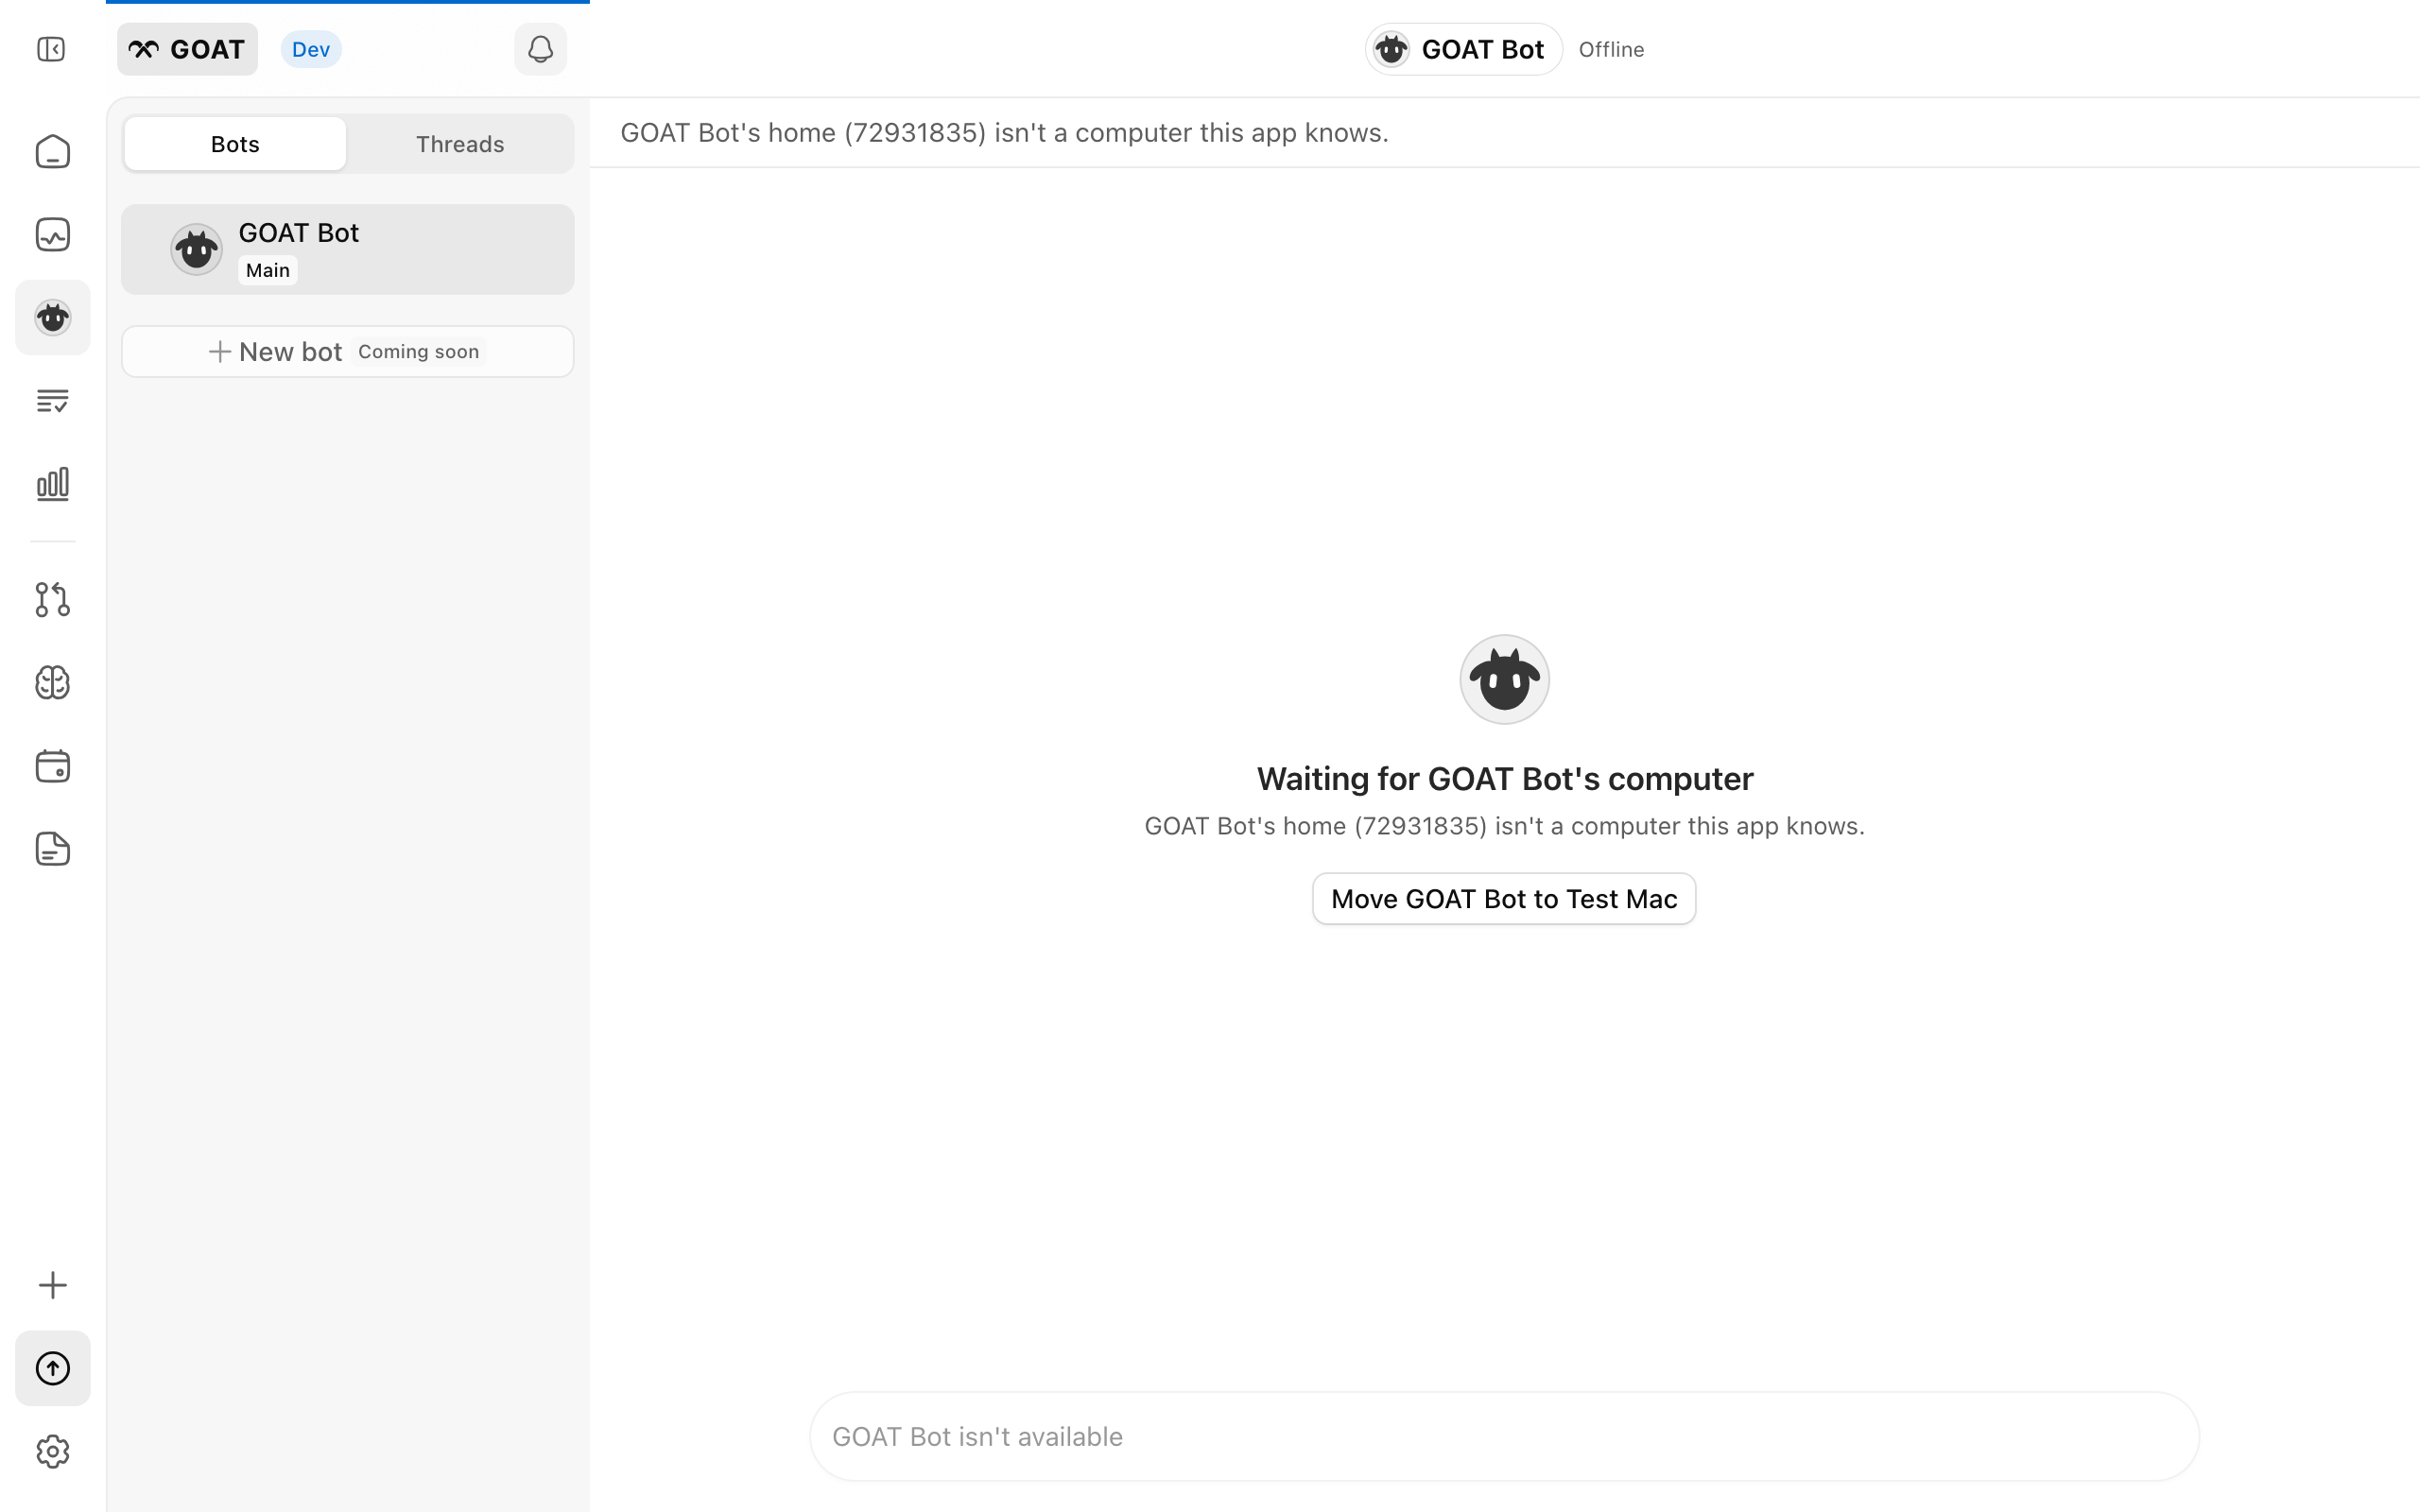 GOAT
Dev
GOAT Bot
Offline
Bots
Threads
GOAT Bot's home (72931835) isn't a computer this app knows.
GOAT Bot
Main
New bot
Coming soon
Waiting for GOAT Bot's computer
GOAT Bot's home (72931835) isn't a computer this app knows.
Move GOAT Bot to Test Mac
GOAT Bot isn't available